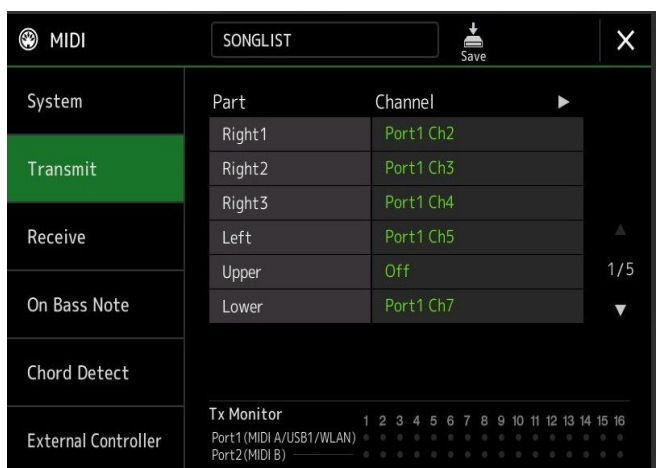 MIDI
SONGLIST
Save
X
System
Transmit
Receive
On Bass Note
Chord Detect
External Controller
Part Channel
Right1 Port1 Ch2
Right2 Port1 Ch3
Right3 Port1 Ch4
Left Port1 Ch5
Upper Off
Lower Port1 Ch7
1/5
Tx Monitor 1 2 3 4 5 6 7 8 9 10 11 12 13 14 15 16
Port1(MIDI A/USB1/WLAN)
Port2(MIDI B)